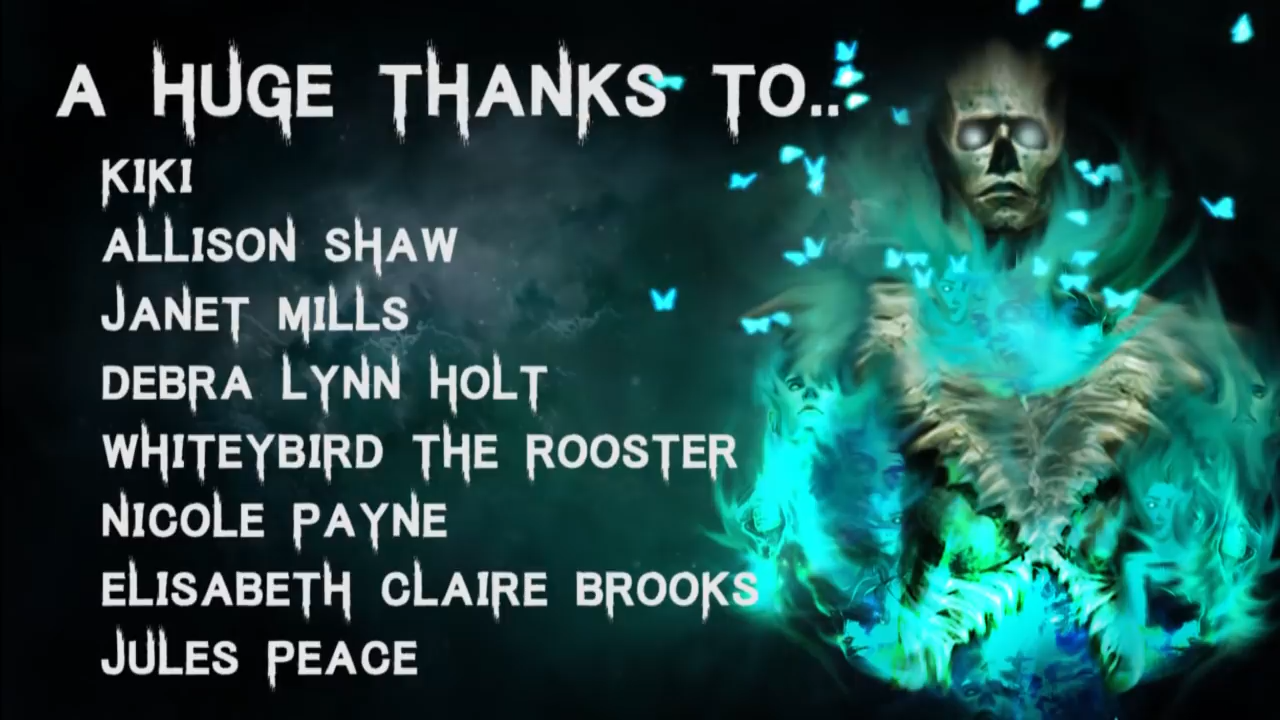 A HUGE THANKS TO..
KIKI
ALLISON SHAW
JANET MILLS
DEBRA LYNN HOLT
WHITEYBIRD THE ROOSTER
NICOLE PAYNE
ELISABETH CLAIRE BROOKS
JULES PEACE